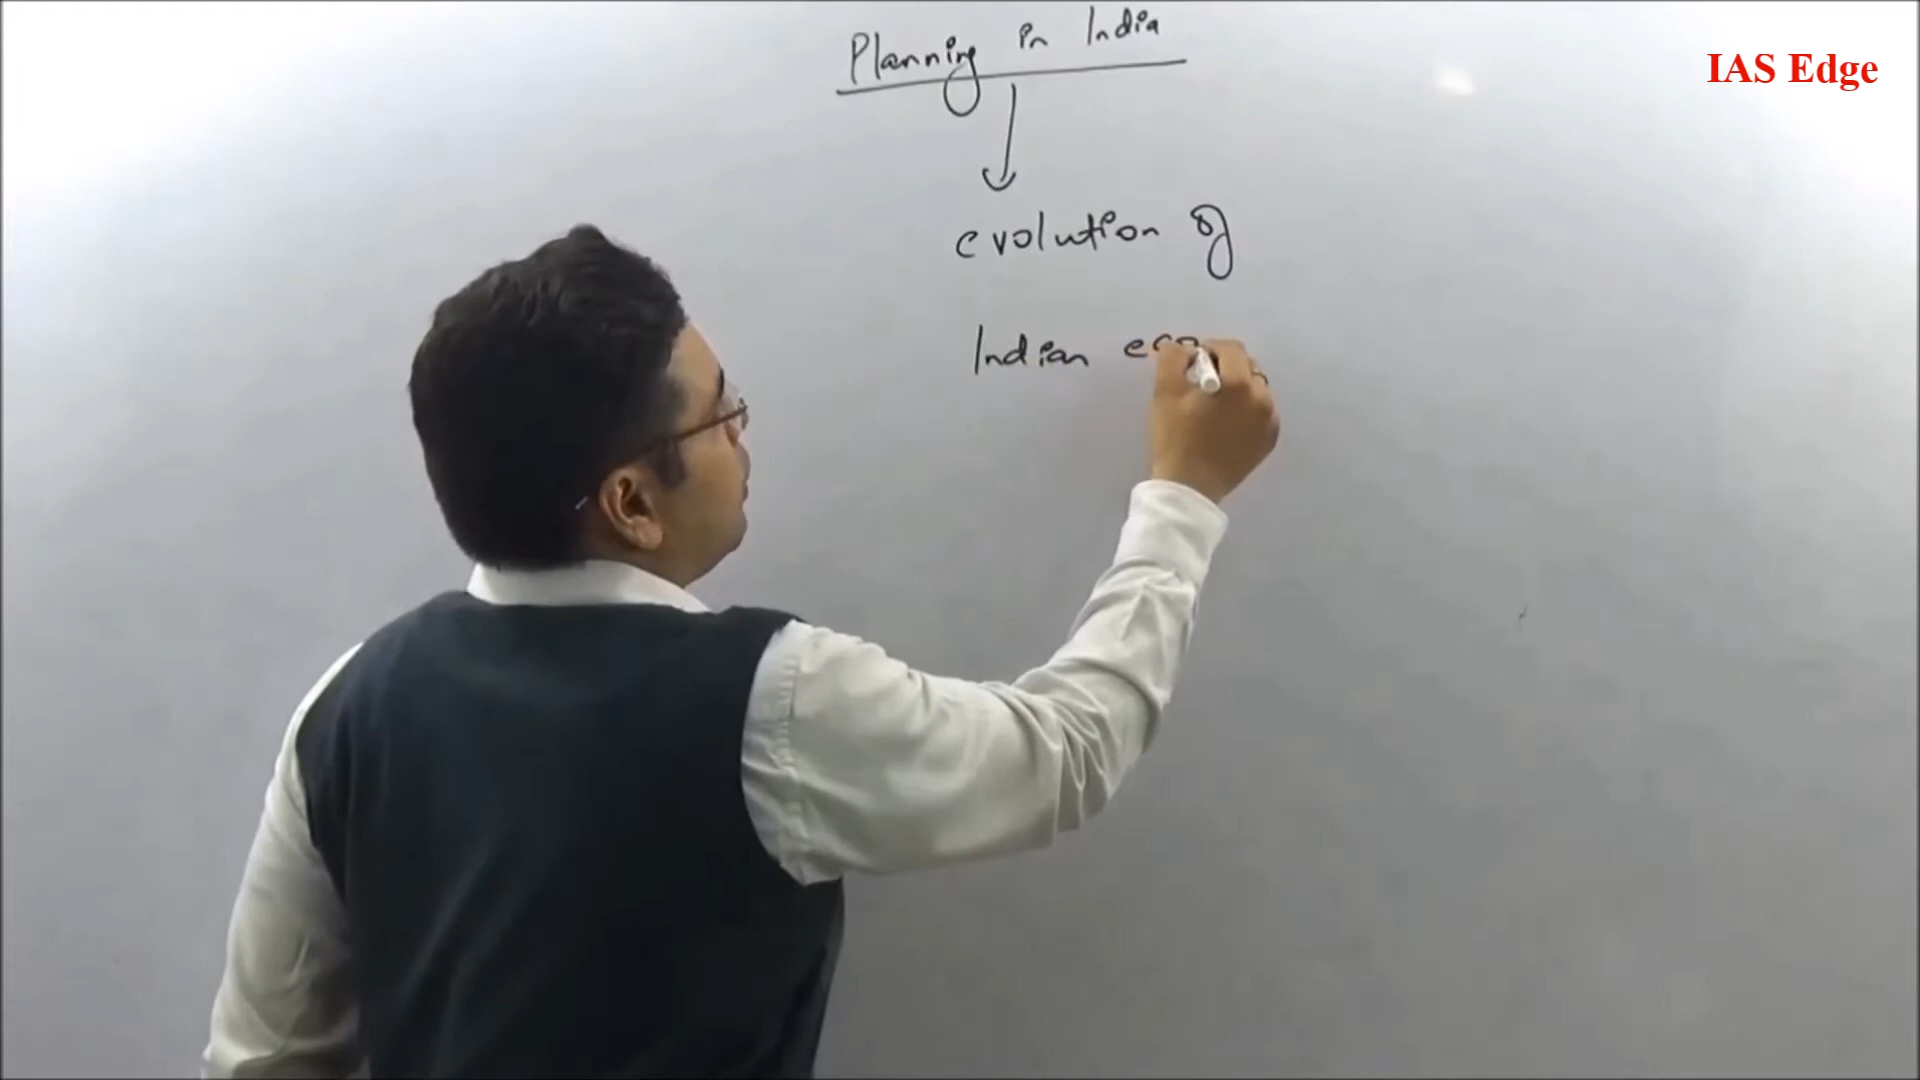 Planning in India
IAS Edge
evolution of
Indian eco